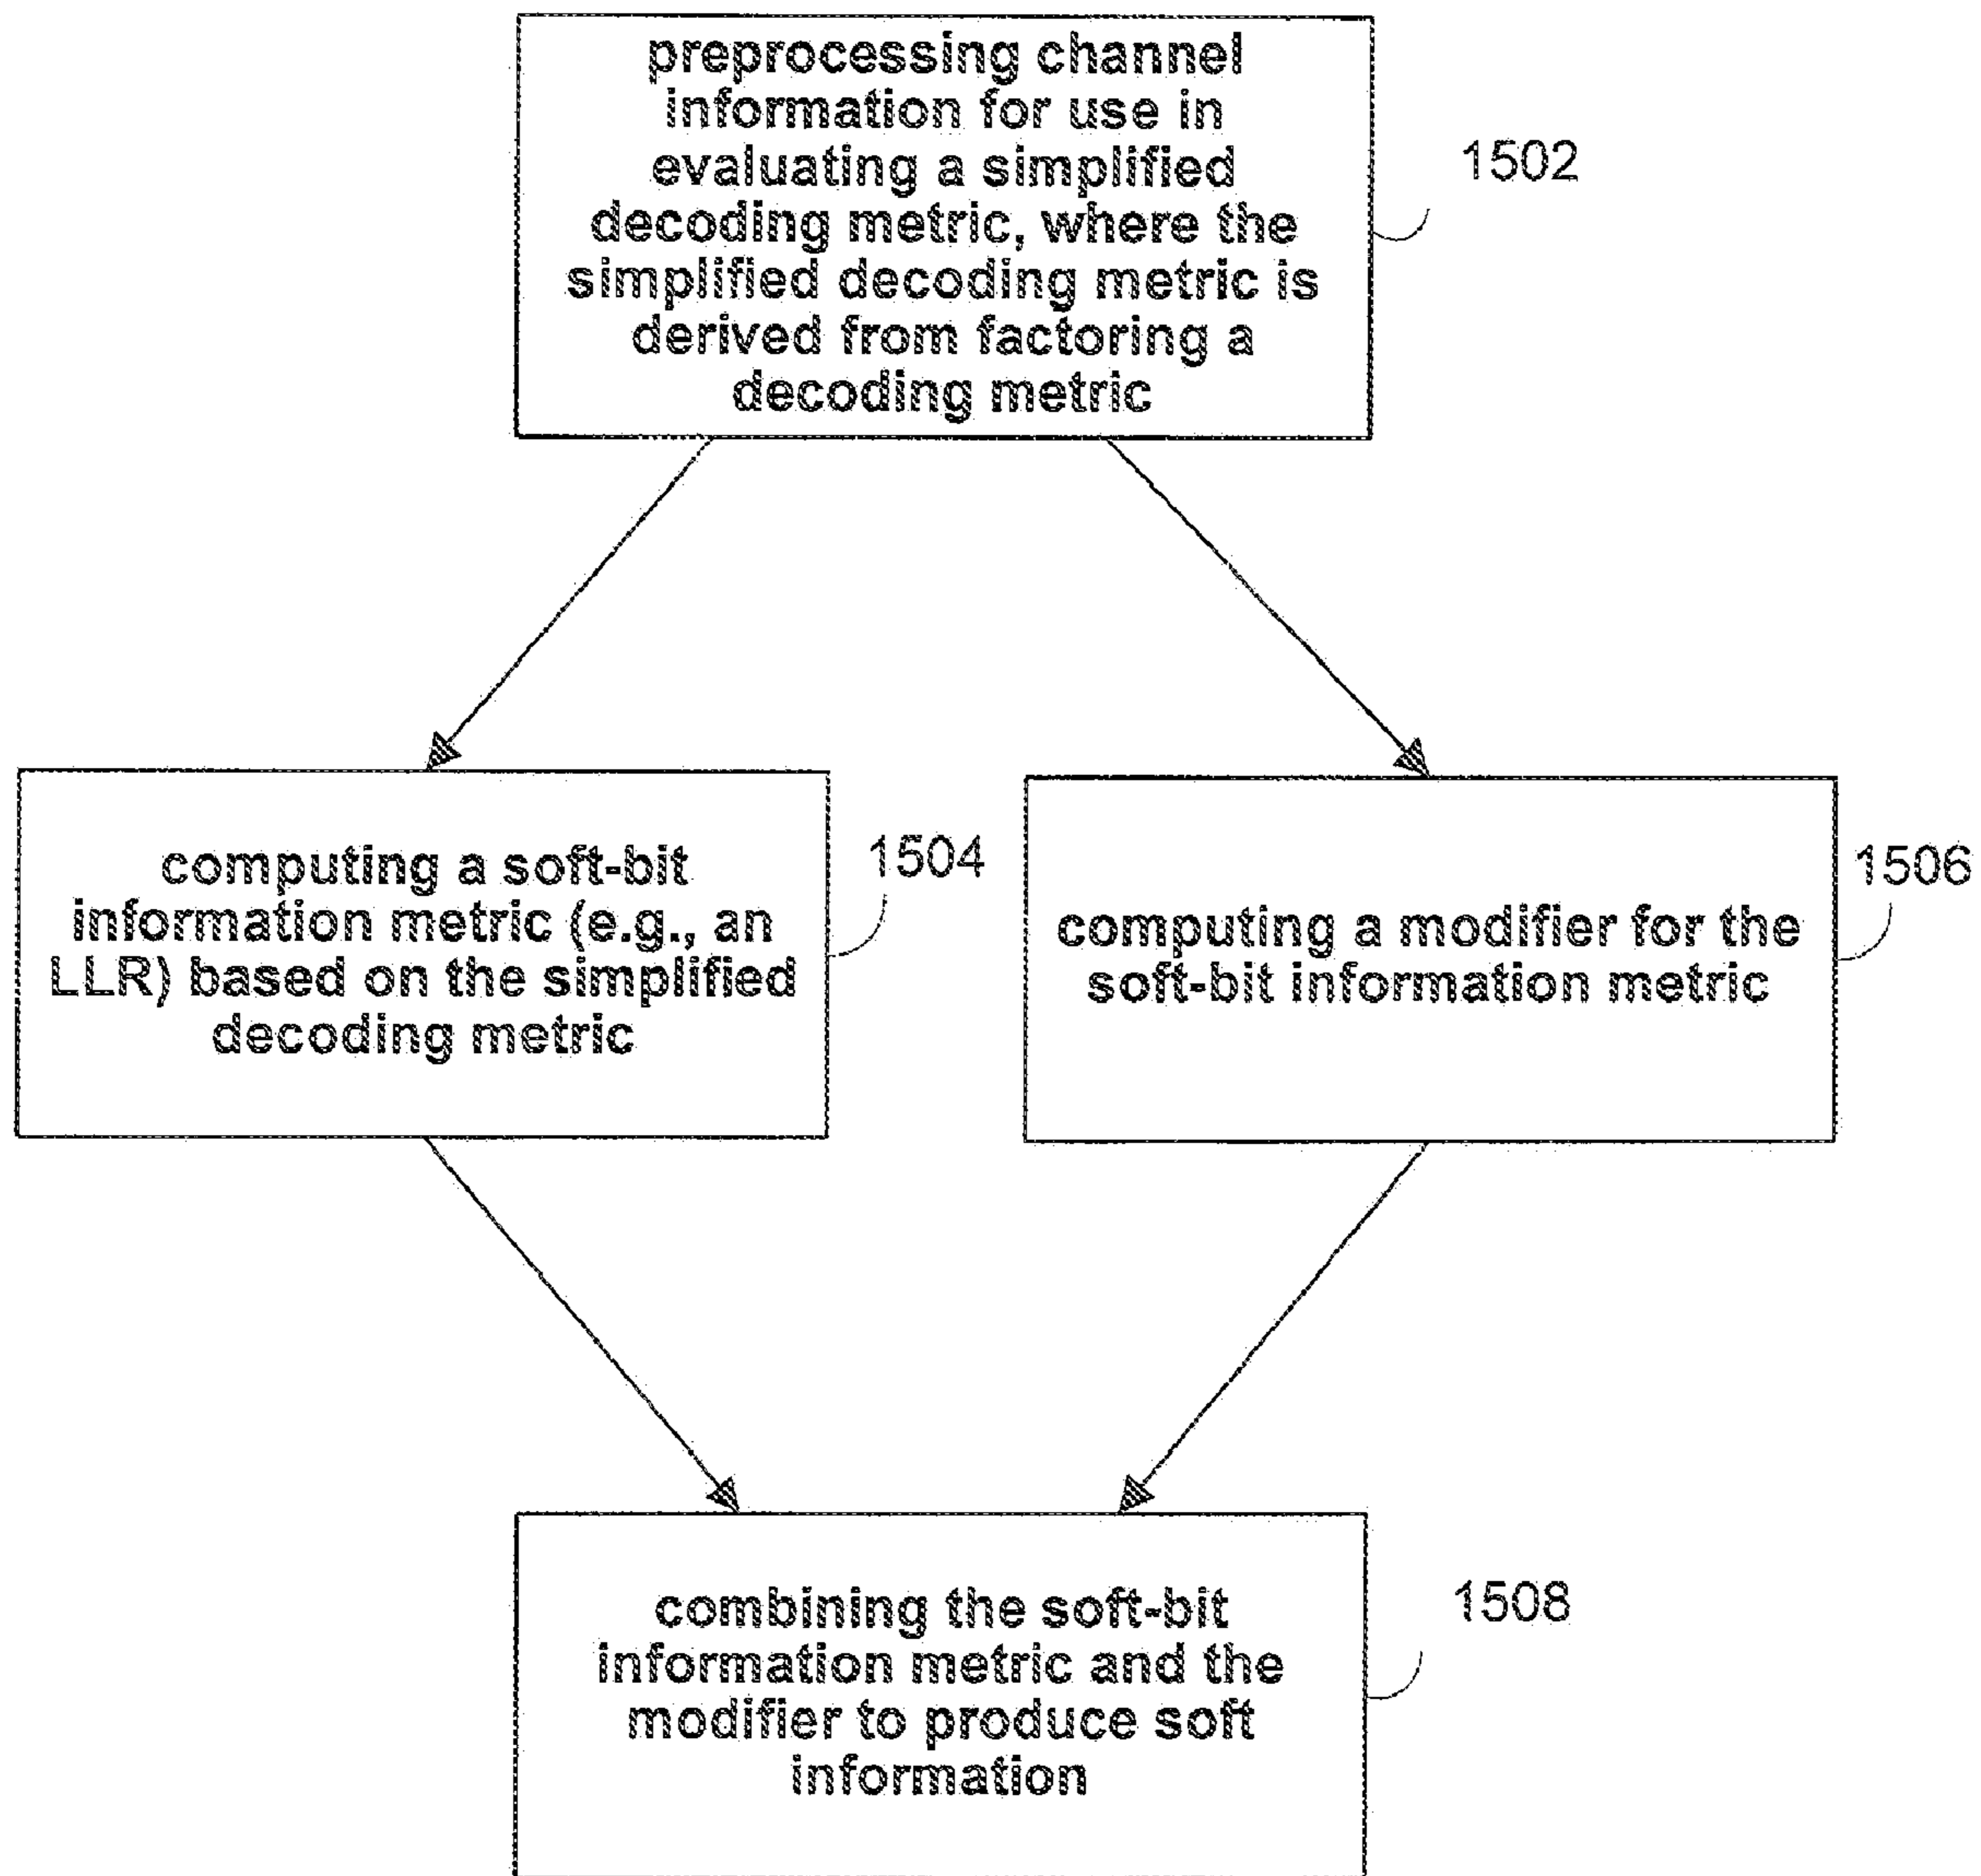 preprocessing channel
information for use in
evaluating a simplified
decoding metric, where the
simplified decoding metric is
derived from factoring a
decoding metric
1502
computing a soft-bit
information metric (e.g., an
LLR) based on the simplified
decoding metric
1504
computing a modifier for the
soft-bit information metric
1506
combining the soft-bit
information metric and the
modifier to produce soft
information
1508